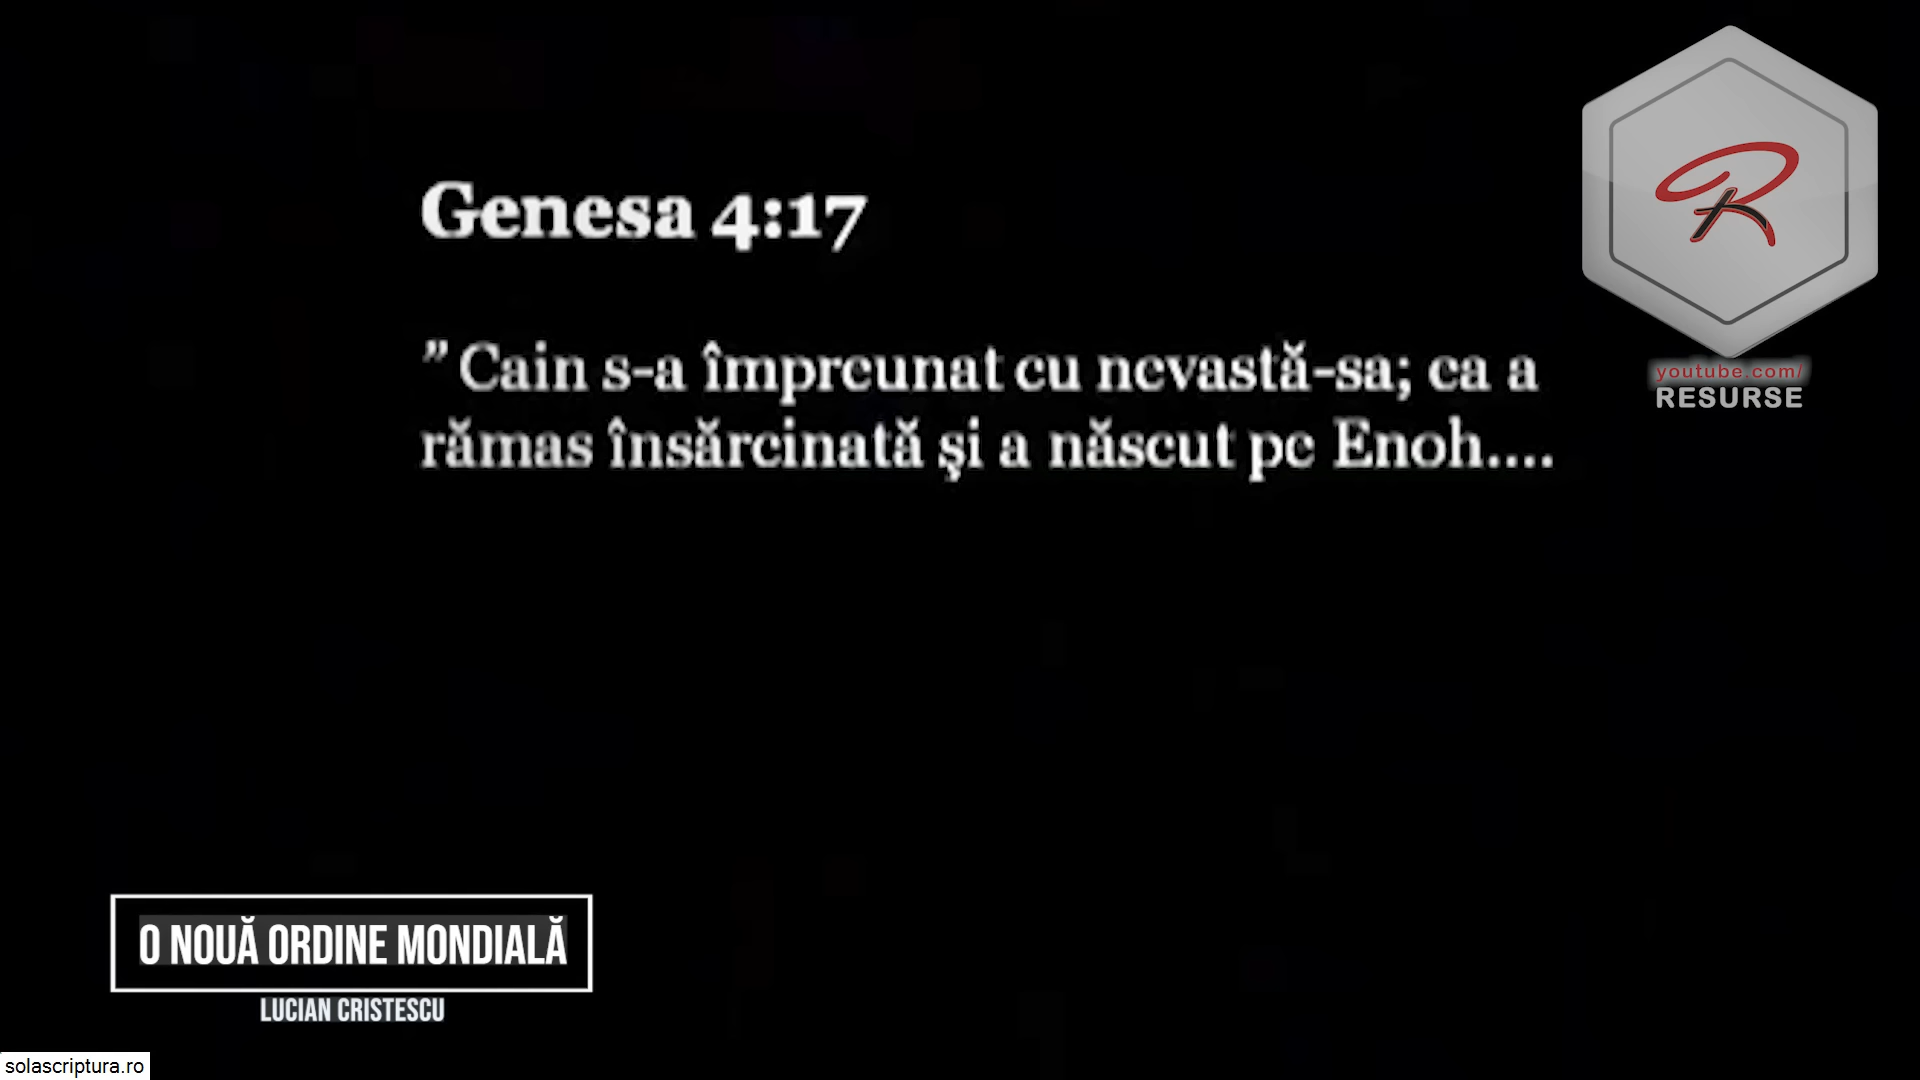 Genesa 4:17
” Cain s-a împreunat cu nevastă-sa; ea a
rămas însărcinată şi a născut pe Enoh....
youtube.com/
RESURSE
O NOUĂ ORDINE MONDIALĂ
LUCIAN CRISTESCU
solascriptura.ro